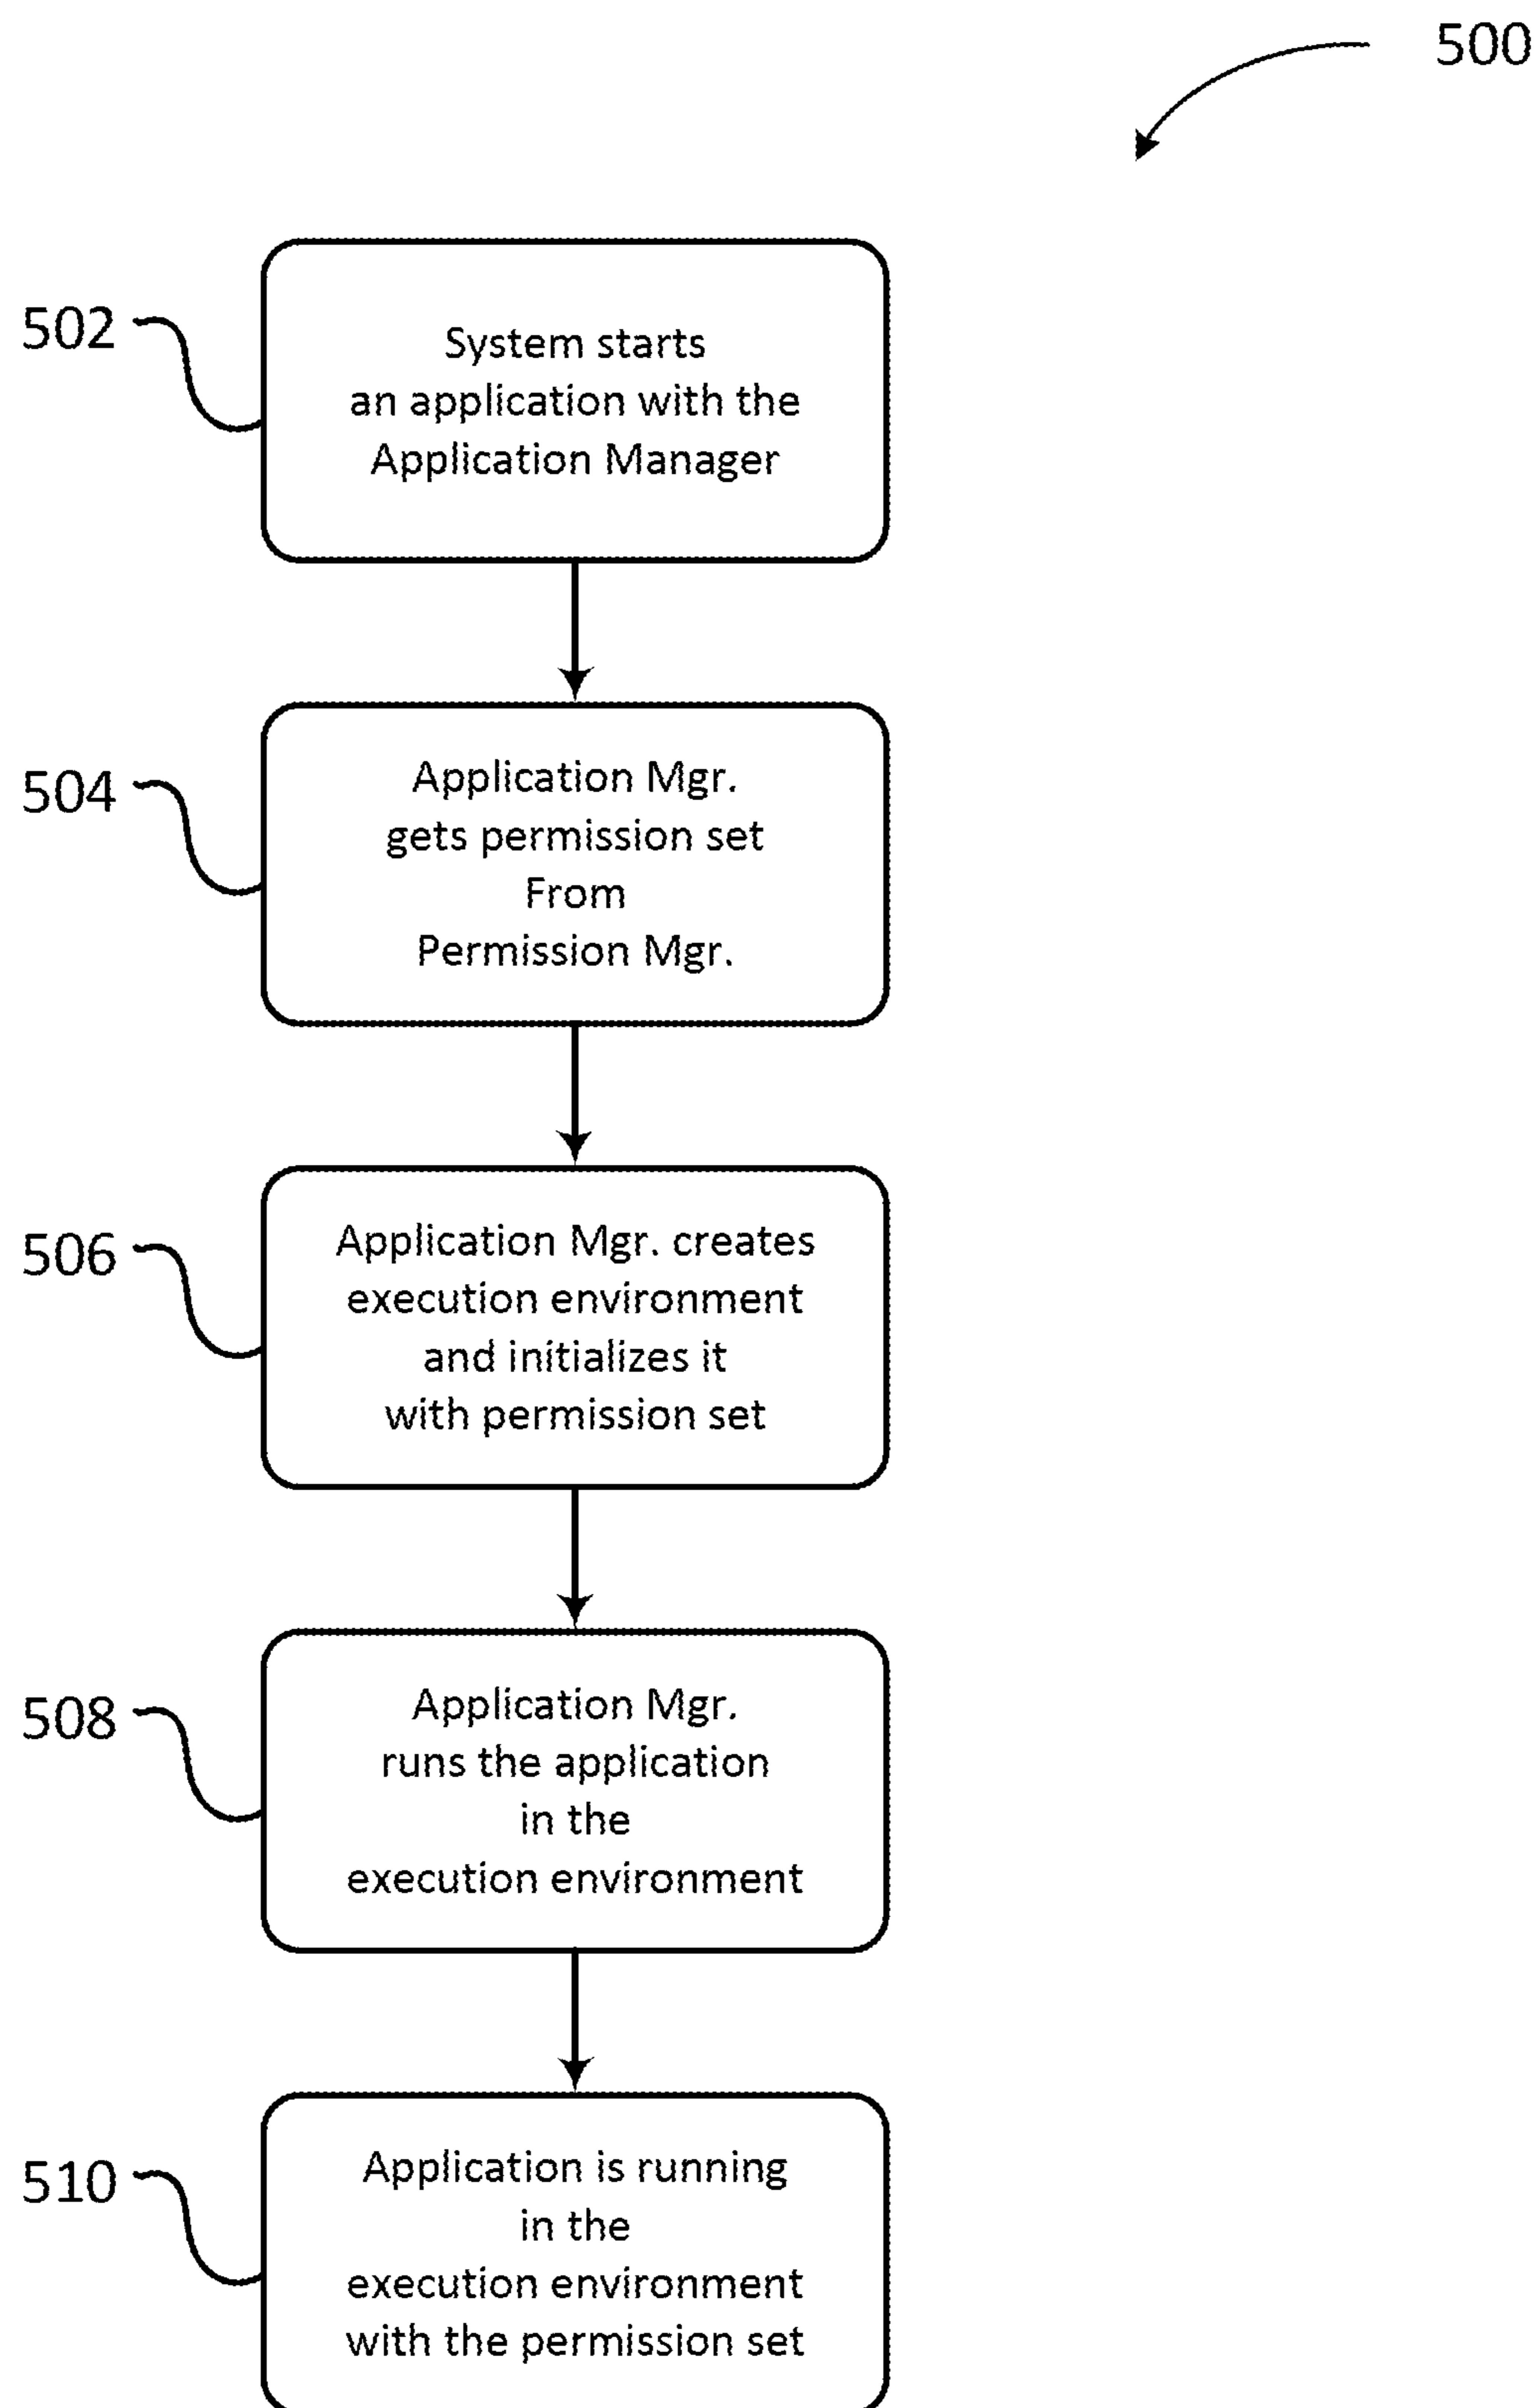 500
502
System starts
an application with the
Application Manager
504
Application Mgr.
gets permission set
From
Permission Mgr.
506
Application Mgr. creates
execution environment
and initializes it
with permission set
508
Application Mgr.
runs the application
in the
execution environment
510
Application is running
in the
execution environment
with the permission set